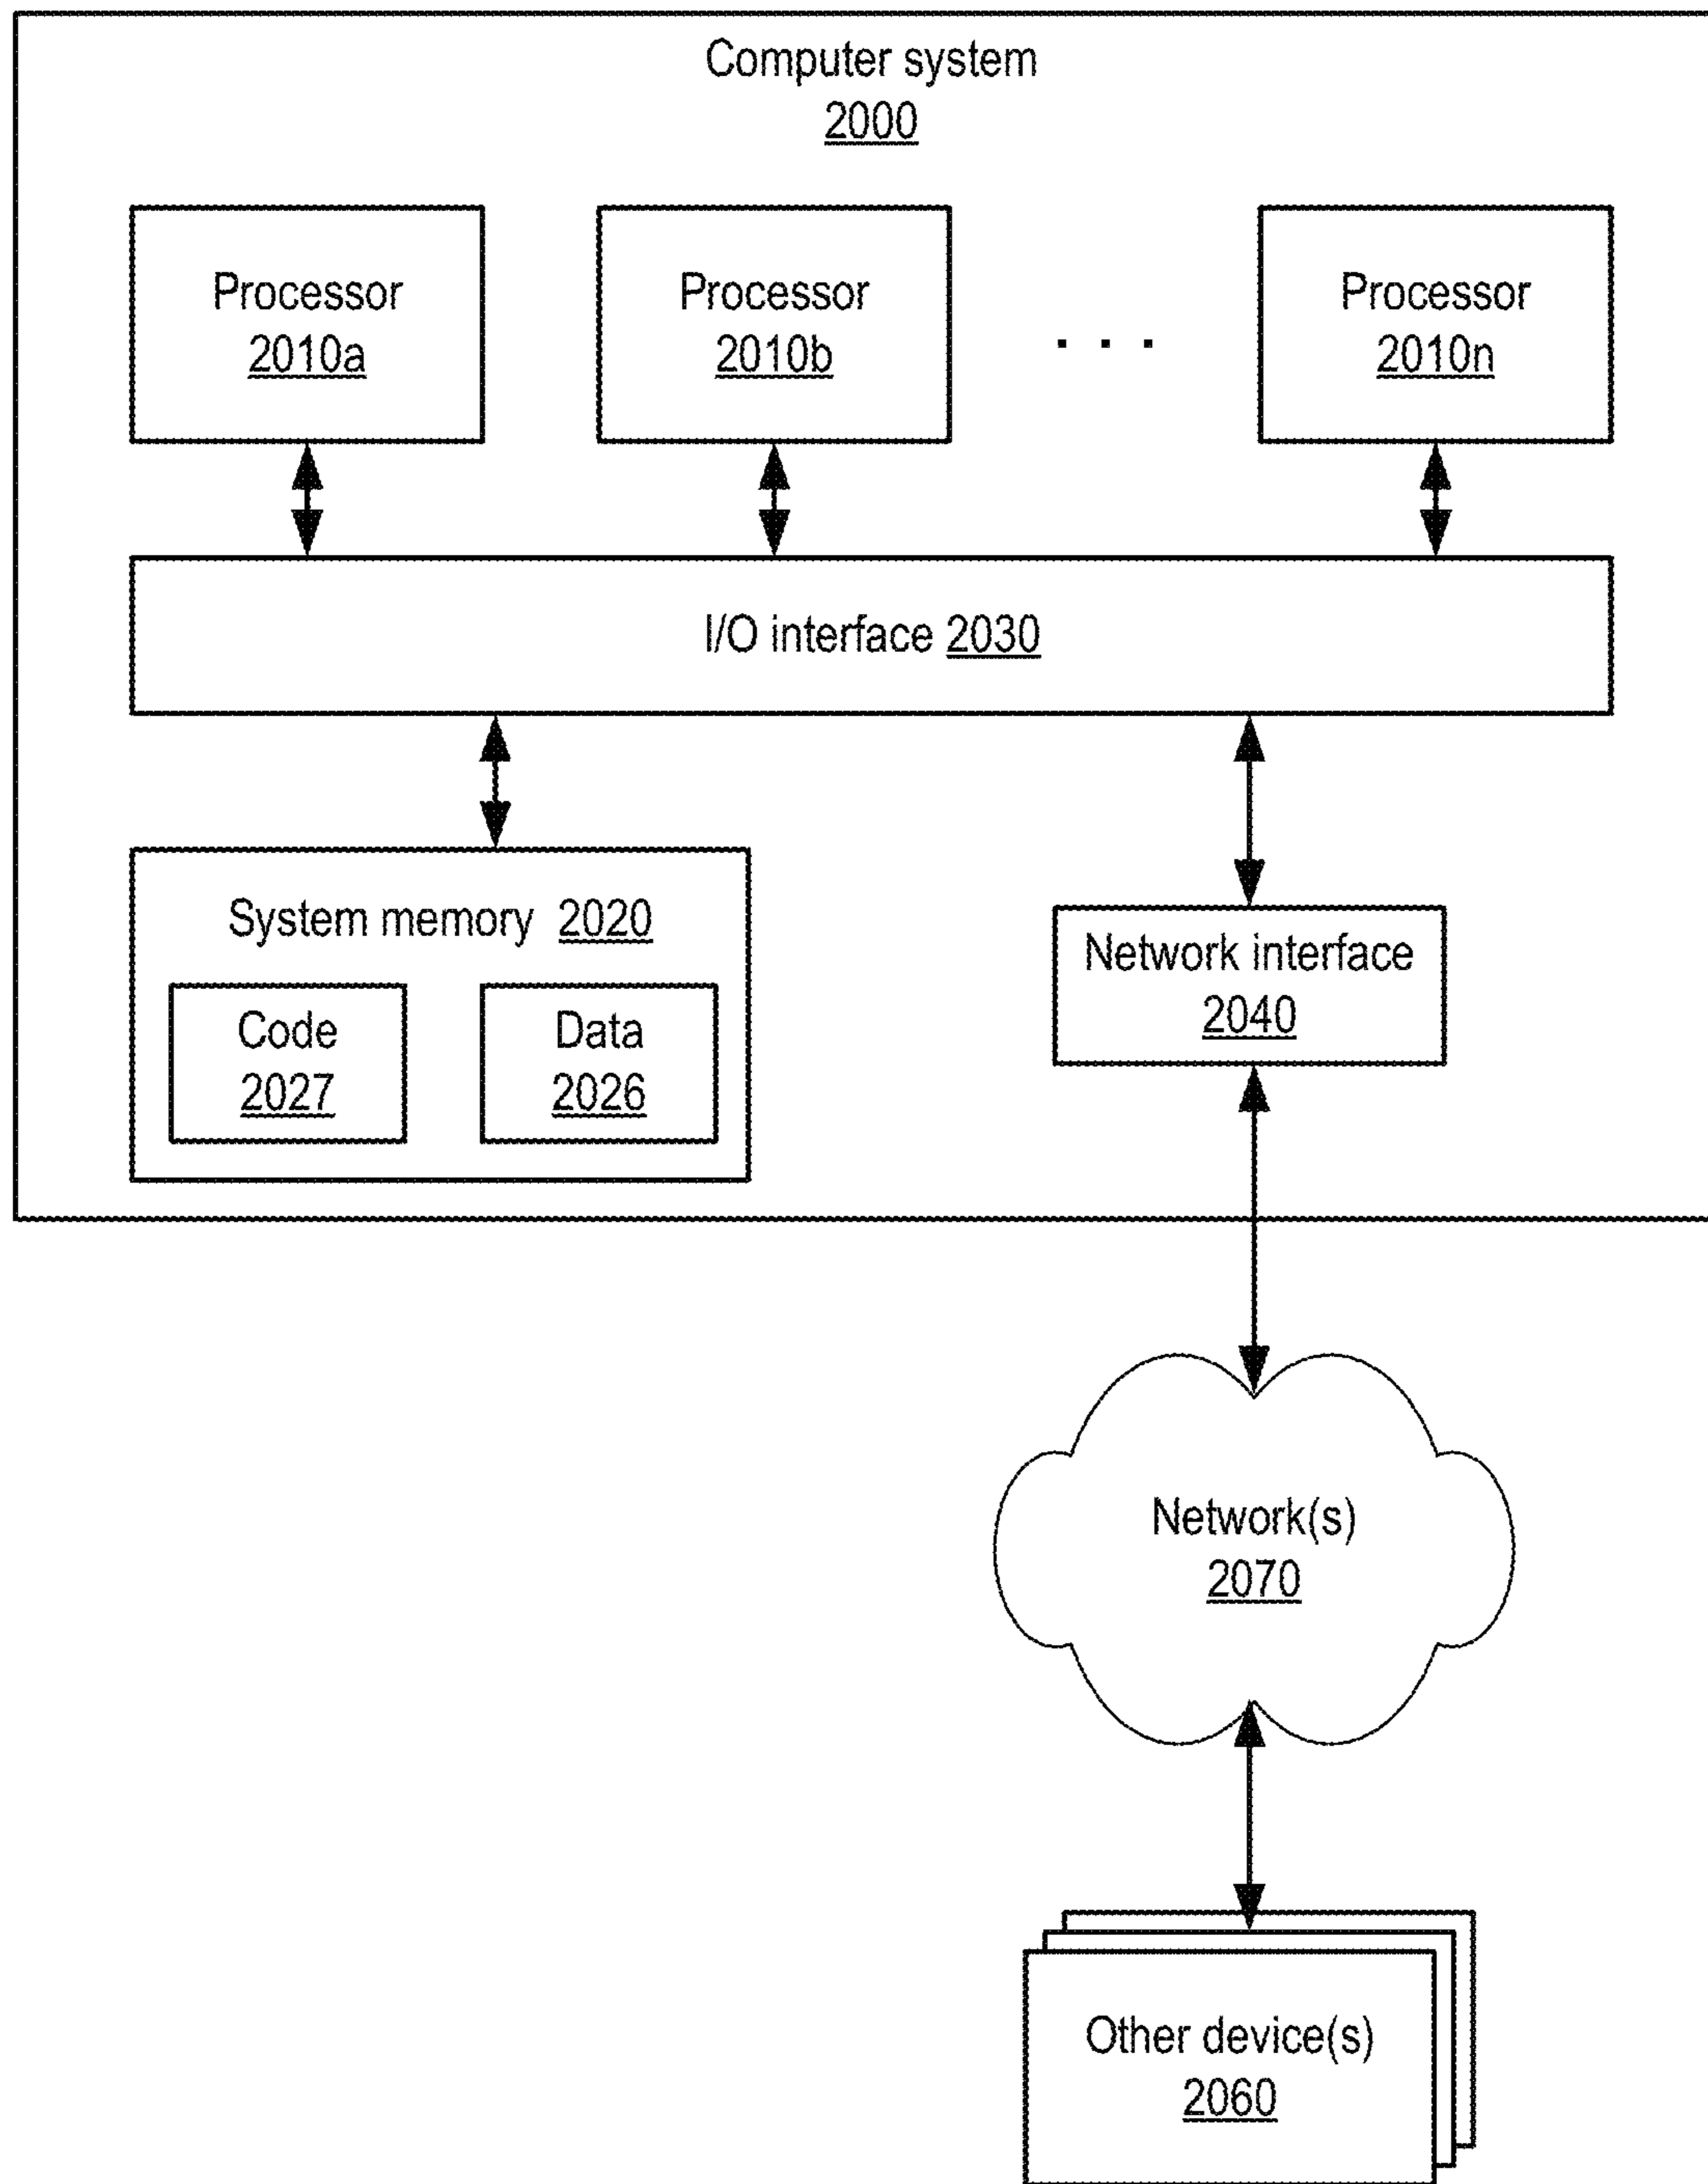 Computer system
2000
Processor
2010a
Processor
2010b
. . .
Processor
2010n
I/O interface 2030
System memory 2020
Code
2027
Data
2026
Network interface
2040
Network(s)
2070
Other device(s)
2060